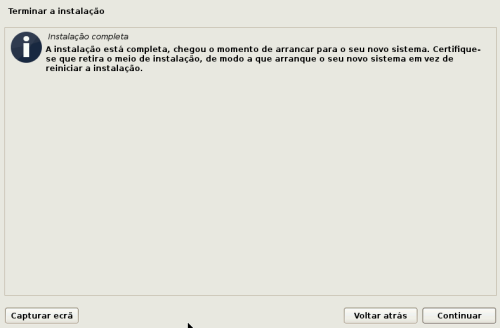 Terminar a instalação
Instalação completa
A instalação está completa, chegou o momento de arrancar para o seu novo sistema. Certifique-
se que retira o meio de instalação, de modo a que arranque o seu novo sistema em vez de
reiniciar a instalação.
Capturar ecrã
Voltar atrás
Continuar